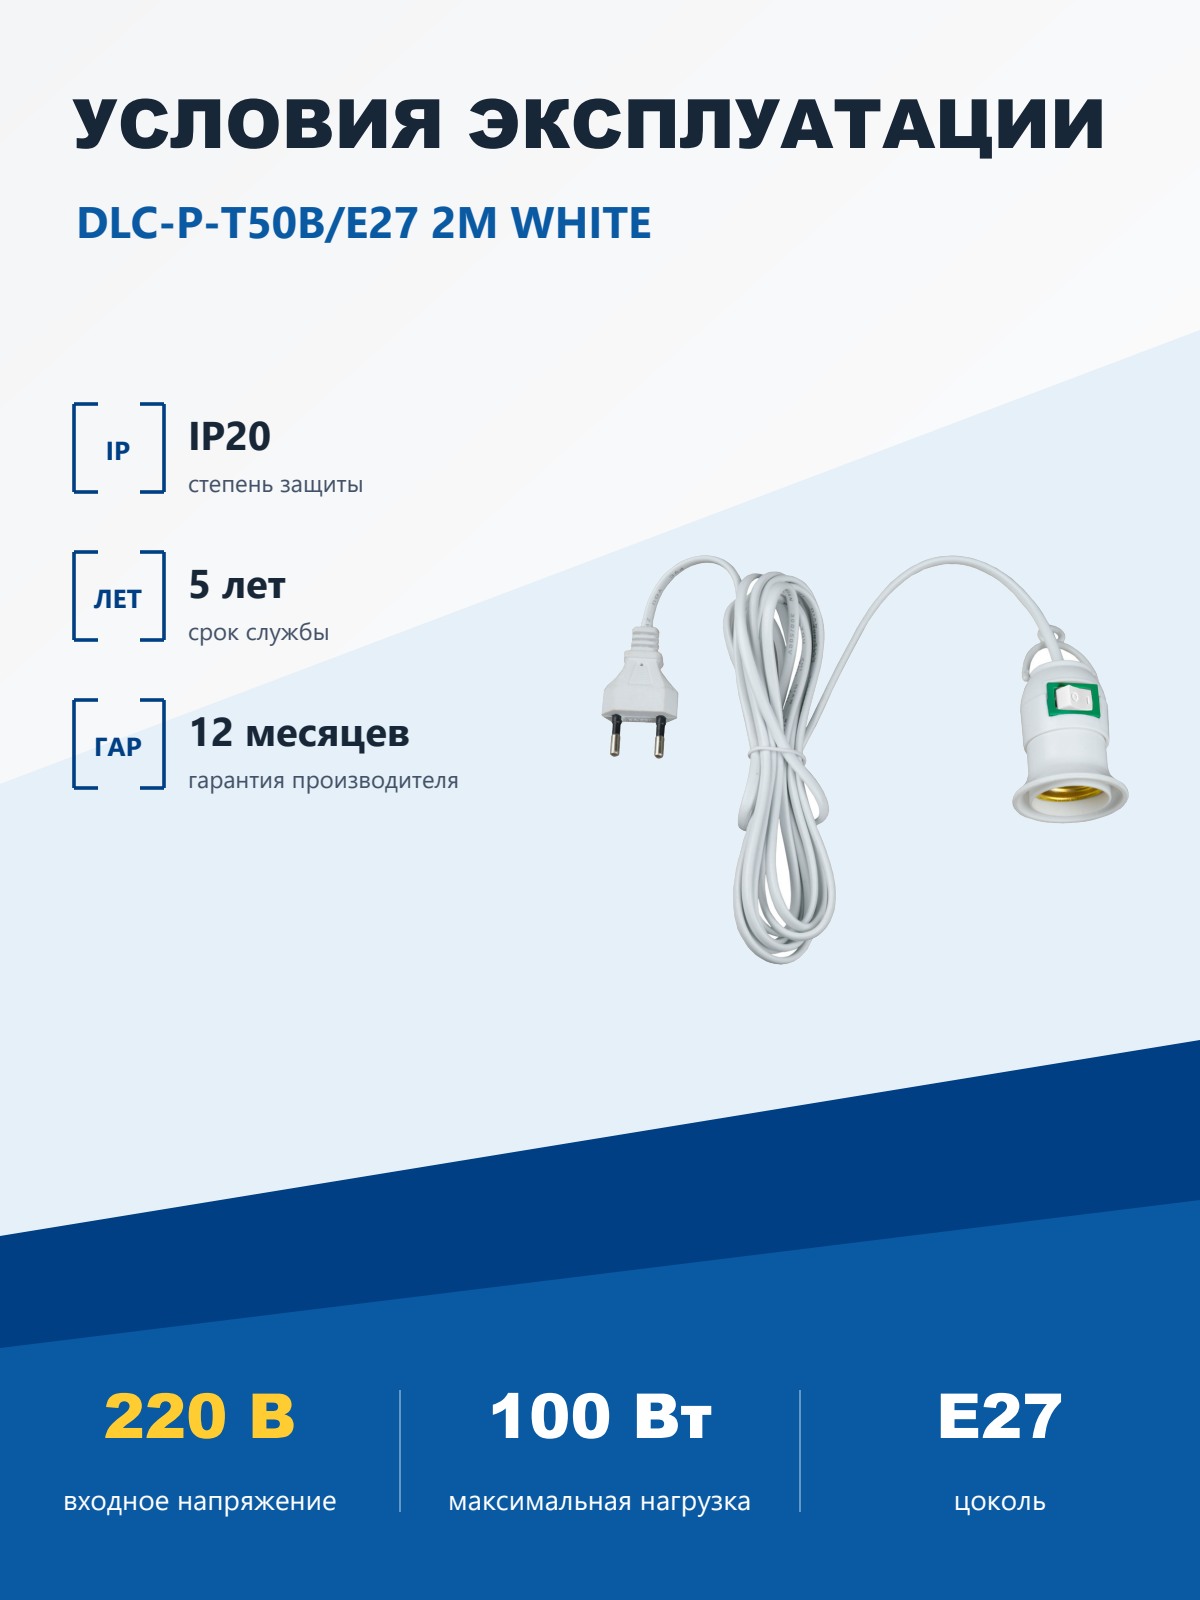 УСЛОВИЯ ЭКСПЛУАТАЦИИ
DLC-P-T50B/E27 2M WHITE
IP
IP20
степень защиты
ЛЕТ
5 лет
срок службы
ГАР
12 месяцев
гарантия производителя
220 В
входное напряжение
100 Вт
максимальная нагрузка
E27
цоколь